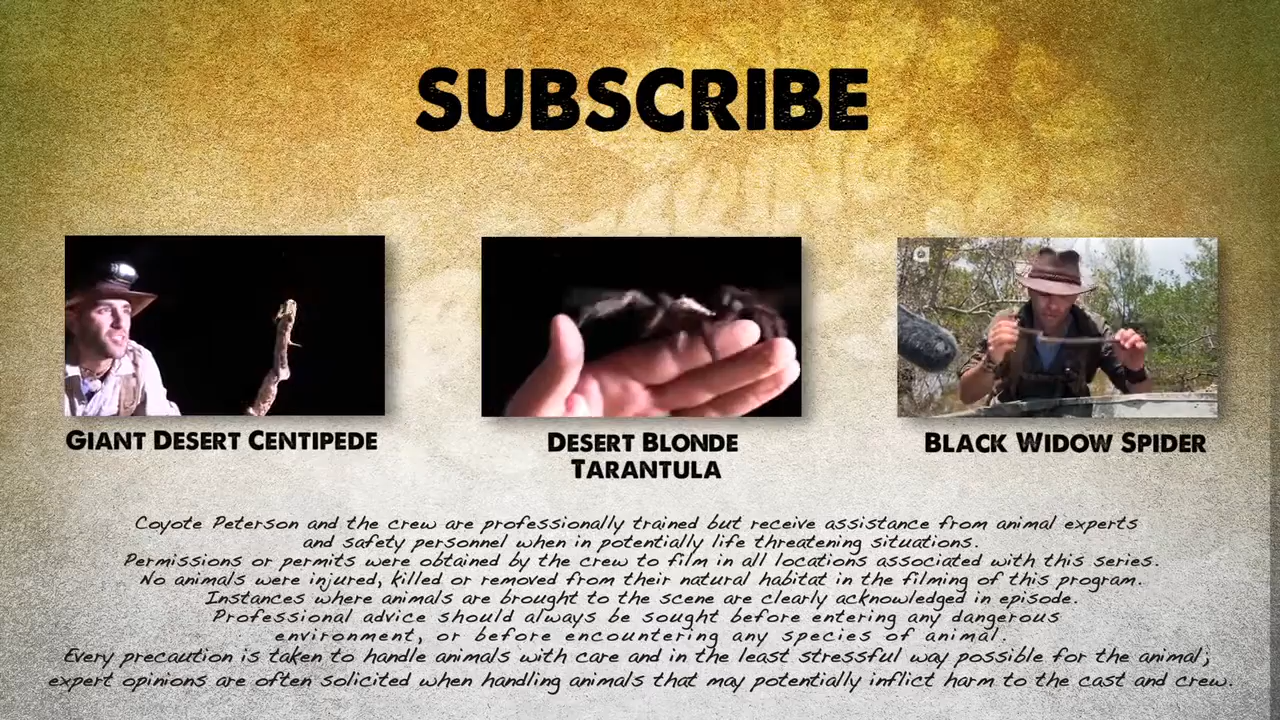 SUBSCRIBE
GIANT DESERT CENTIPEDE
DESERT BLONDE
TARANTULA
BLACK WIDOW SPIDER
Coyote Peterson and the crew are professionally trained but receive assistance from animal experts
and safety personnel when in potentially life threatening situations.
Permissions or permits were obtained by the crew to film in all locations associated with this series.
No animals were injured, killed or removed from their natural habitat in the filming of this program.
Instances where animals are brought to the scene are clearly acknowledged in episode.
Professional advice should always be sought before entering any dangerous
environment, or before encountering any species of animal.
Every precaution is taken to handle animals with care and in the least stressful way possible for the animal;
expert opinions are often solicited when handling animals that may potentially inflict harm to the cast and crew.